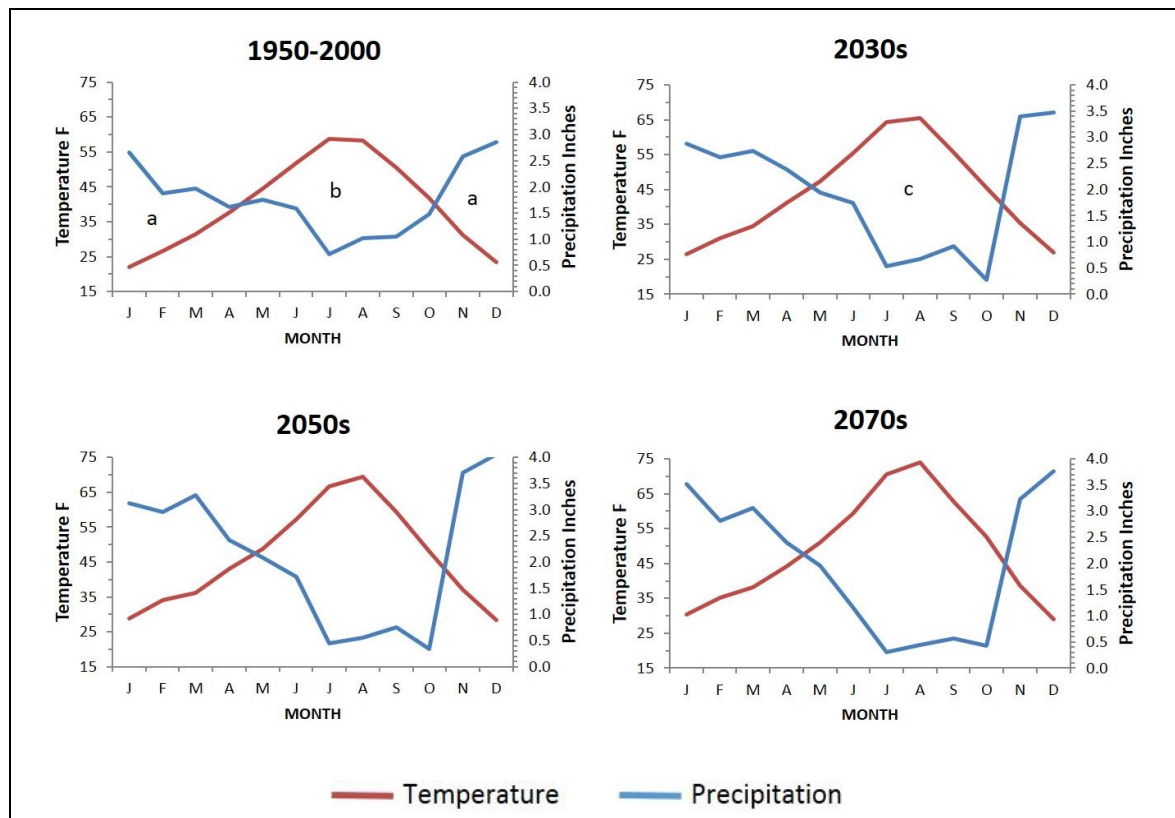 1950-2000
75
65
55
45
35
25
15
Temperature F
4.0
3.5
3.0
2.5
2.0
1.5
1.0
0.5
0.0
Precipitation Inches
a
b
a
J F M A M J J A S O N D
MONTH
2030s
75
65
55
45
35
25
15
Temperature F
4.0
3.5
3.0
2.5
2.0
1.5
1.0
0.5
0.0
Precipitation Inches
c
J F M A M J J A S O N D
MONTH
2050s
75
65
55
45
35
25
15
Temperature F
4.0
3.5
3.0
2.5
2.0
1.5
1.0
0.5
0.0
Precipitation Inches
J F M A M J J A S O N D
MONTH
2070s
75
65
55
45
35
25
15
Temperature F
4.0
3.5
3.0
2.5
2.0
1.5
1.0
0.5
0.0
Precipitation Inches
J F M A M J J A S O N D
MONTH
Temperature Precipitation